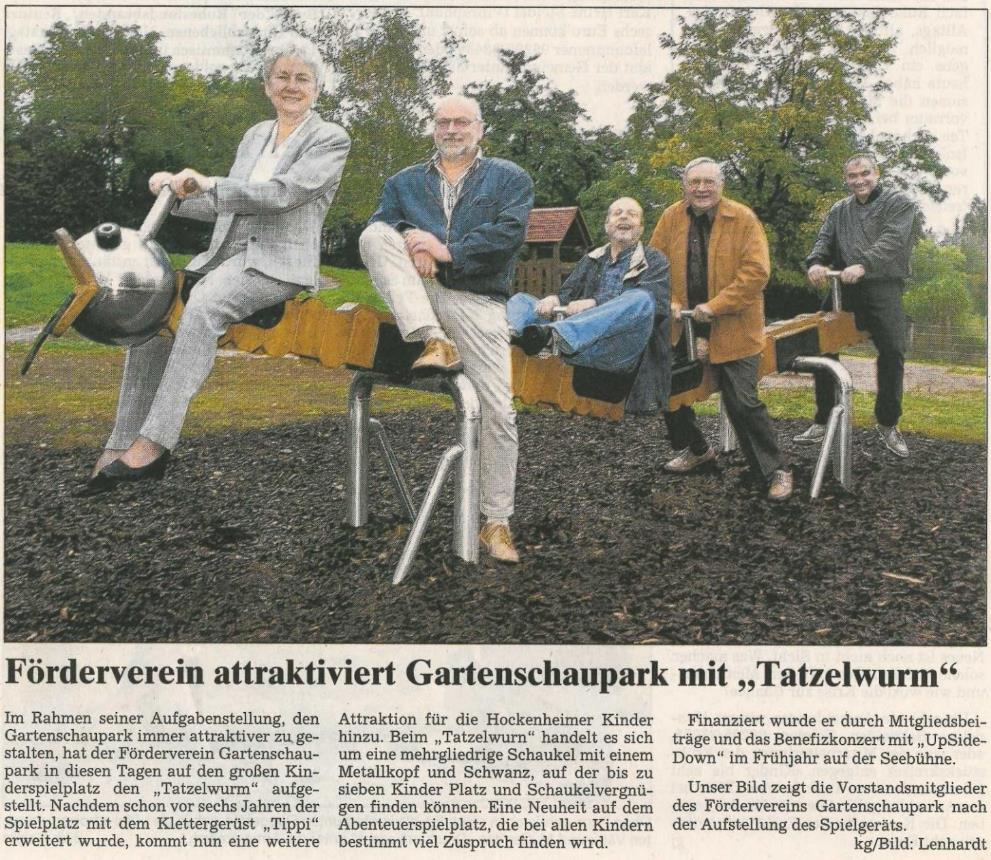 Förderverein attraktiviert Gartenschaupark mit „Tatzelwurm“
Im Rahmen seiner Aufgabenstellung, den
Gartenschaupark immer attraktiver zu ge-
stalten, hat der Förderverein Gartenschau-
park in diesen Tagen auf den großen Kin-
derspielplatz den „Tatzelwurm“ aufge-
stellt. Nachdem schon vor sechs Jahren der
Spielplatz mit dem Klettergerüst „Tippi“
erweitert wurde, kommt nun eine weitere
Attraktion für die Hockenheimer Kinder
hinzu. Beim „Tatzelwurn“ handelt es sich
um eine mehrgliedrige Schaukel mit einem
Metallkopf und Schwanz, auf der bis zu
sieben Kinder Platz und Schaukelvergnü-
gen finden können. Eine Neuheit auf dem
Abenteuerspielplatz, die bei allen Kindern
bestimmt viel Zuspruch finden wird.
Finanziert wurde er durch Mitgliedsbei-
träge und das Benefizkonzert mit „UpSide-
Down“ im Frühjahr auf der Seebühne.
Unser Bild zeigt die Vorstandsmitglieder
des Fördervereins Gartenschaupark nach
der Aufstellung des Spielgeräts.
kg/Bild: Lenhardt